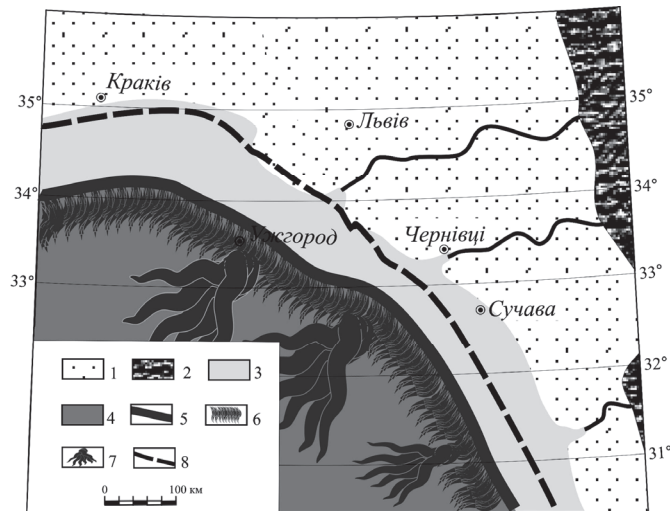 Краків
35°
35°
Львів
34°
Ужгород
Чернівці
33°
33°
Сучава
32°
31°
1 2 3
4 5 6
7 8
0 100 км